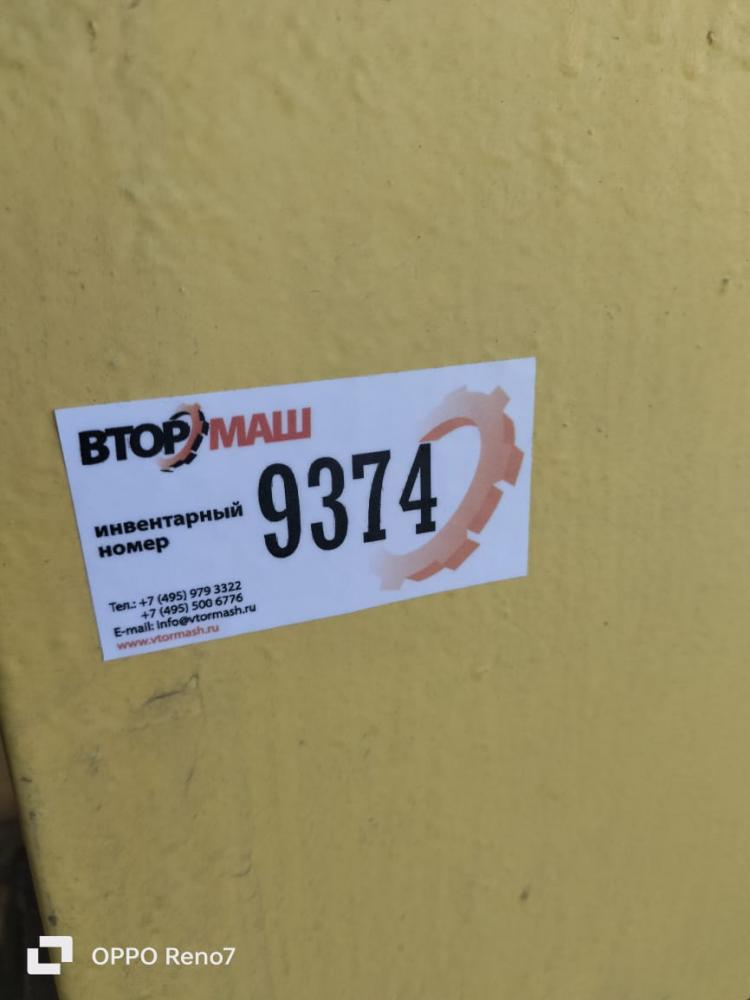 ВТОРМАШ
инвентарный
номер
9374
Тел.: +7 (495) 979 3322
+7 (495) 500 6776
E-mail: info@vtormash.ru
www.vtormash.ru
OPPO Reno7